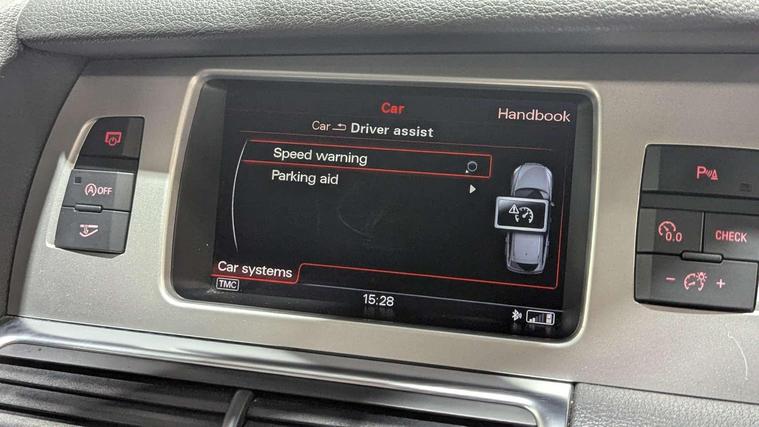 Car
Handbook
Car Driver assist
Speed warning
Parking aid
Car systems
TMC
15:28
A OFF
P
0.0
CHECK
- +